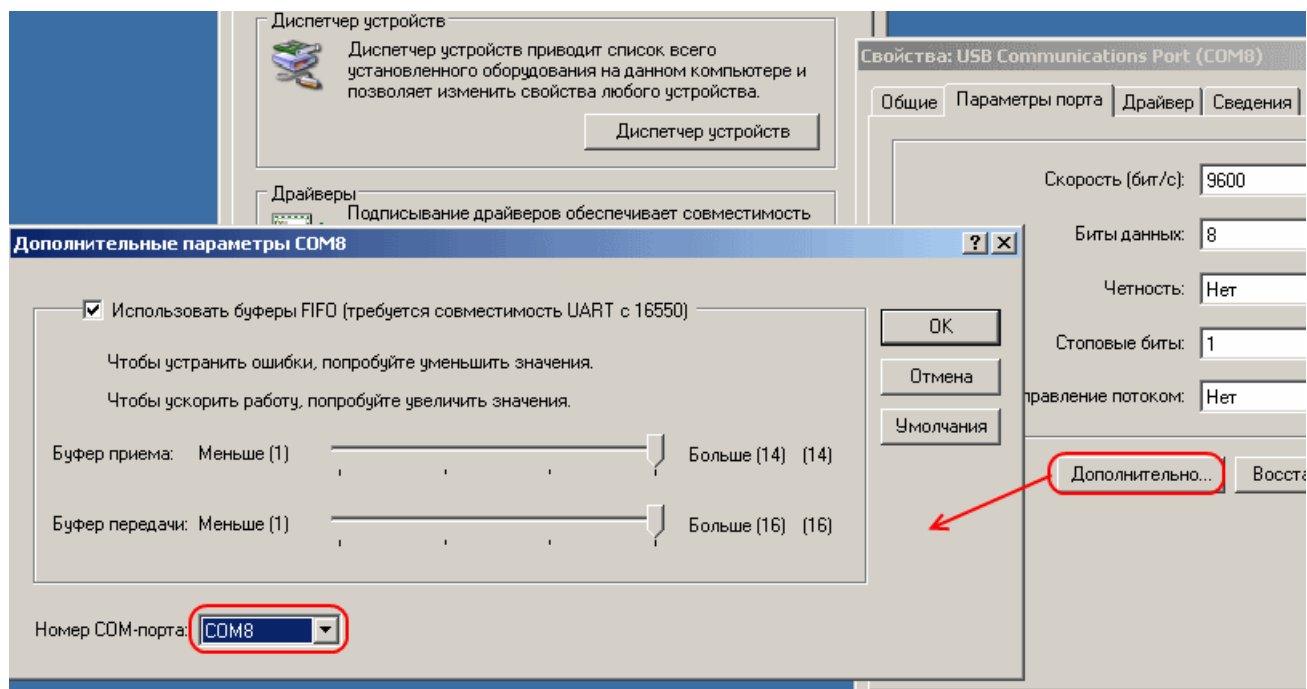 Диспетчер устройств
Диспетчер устройств приводит список всего
установленного оборудования на данном компьютере и
позволяет изменить свойства любого устройства.
Диспетчер устройств
Драйверы
Подписывание драйверов обеспечивает совместимость
Свойства: USB Communications Port (COM8)
Общие Параметры порта Драйвер Сведения
Скорость (бит/с): 9600
Биты данных: 8
Четность: Нет
Стоповые биты: 1
правление потоком: Нет
Дополнительно... Восста
Дополнительные параметры COM8
Использовать буферы FIFO (требуется совместимость UART с 16550)
Чтобы устранить ошибки, попробуйте уменьшить значения.
Чтобы ускорить работу, попробуйте увеличить значения.
Буфер приема: Меньше (1) Больше (14) (14)
Буфер передачи: Меньше (1) Больше (16) (16)
Номер COM-порта: COM8
OK
Отмена
Умолчания